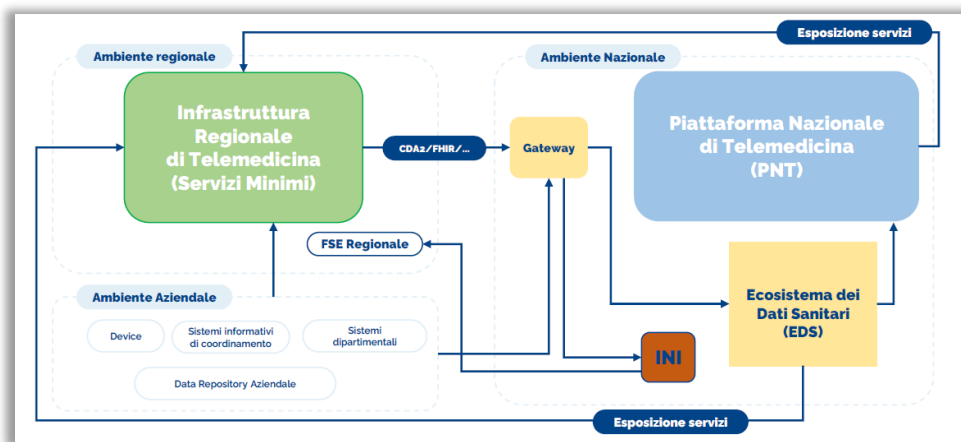 Esposizione servizi
Ambiente regionale
Ambiente Nazionale
Infrastruttura
Regionale
di Telemedicina
(Servizi Minimi)
CDA2/FHIR/...
Gateway
Piattaforma Nazionale
di Telemedicina
(PNT)
FSE Regionale
Ambiente Aziendale
Device
Sistemi informativi
di coordinamento
Sistemi
dipartimentali
Data Repository Aziendale
INI
Ecosistema dei
Dati Sanitari
(EDS)
Esposizione servizi